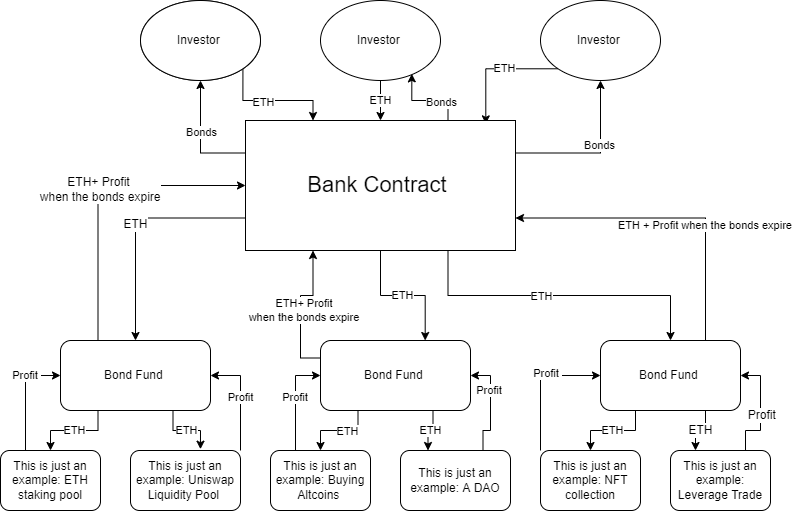 Investor
Investor
Investor
ETH
ETH
ETH
Bonds
Bonds
Bonds
Bank Contract
ETH+ Profit
when the bonds expire
ETH
ETH + Profit when the bonds expire
ETH+ Profit
when the bonds expire
ETH
ETH
Bond Fund
Bond Fund
Bond Fund
Profit
Profit
Profit
Profit
Profit
Profit
ETH
ETH
ETH
ETH
ETH
ETH
This is just an
example: ETH
staking pool
This is just an
example: Uniswap
Liquidity Pool
This is just an
example: Buying
Altcoins
This is just an
example: A DAO
This is just an
example: NFT
collection
This is just an
example:
Leverage Trade